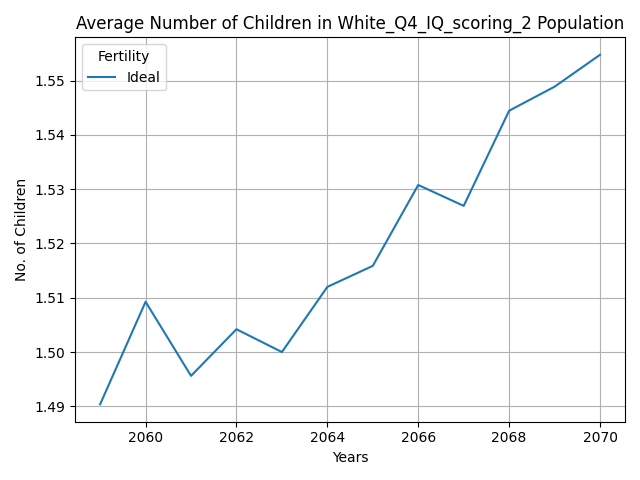 Average Number of Children in White_Q4_IQ_scoring_2 Population
Fertility
Ideal
No. of Children
1.55
1.54
1.53
1.52
1.51
1.50
1.49
2060 2062 2064 2066 2068 2070
Years